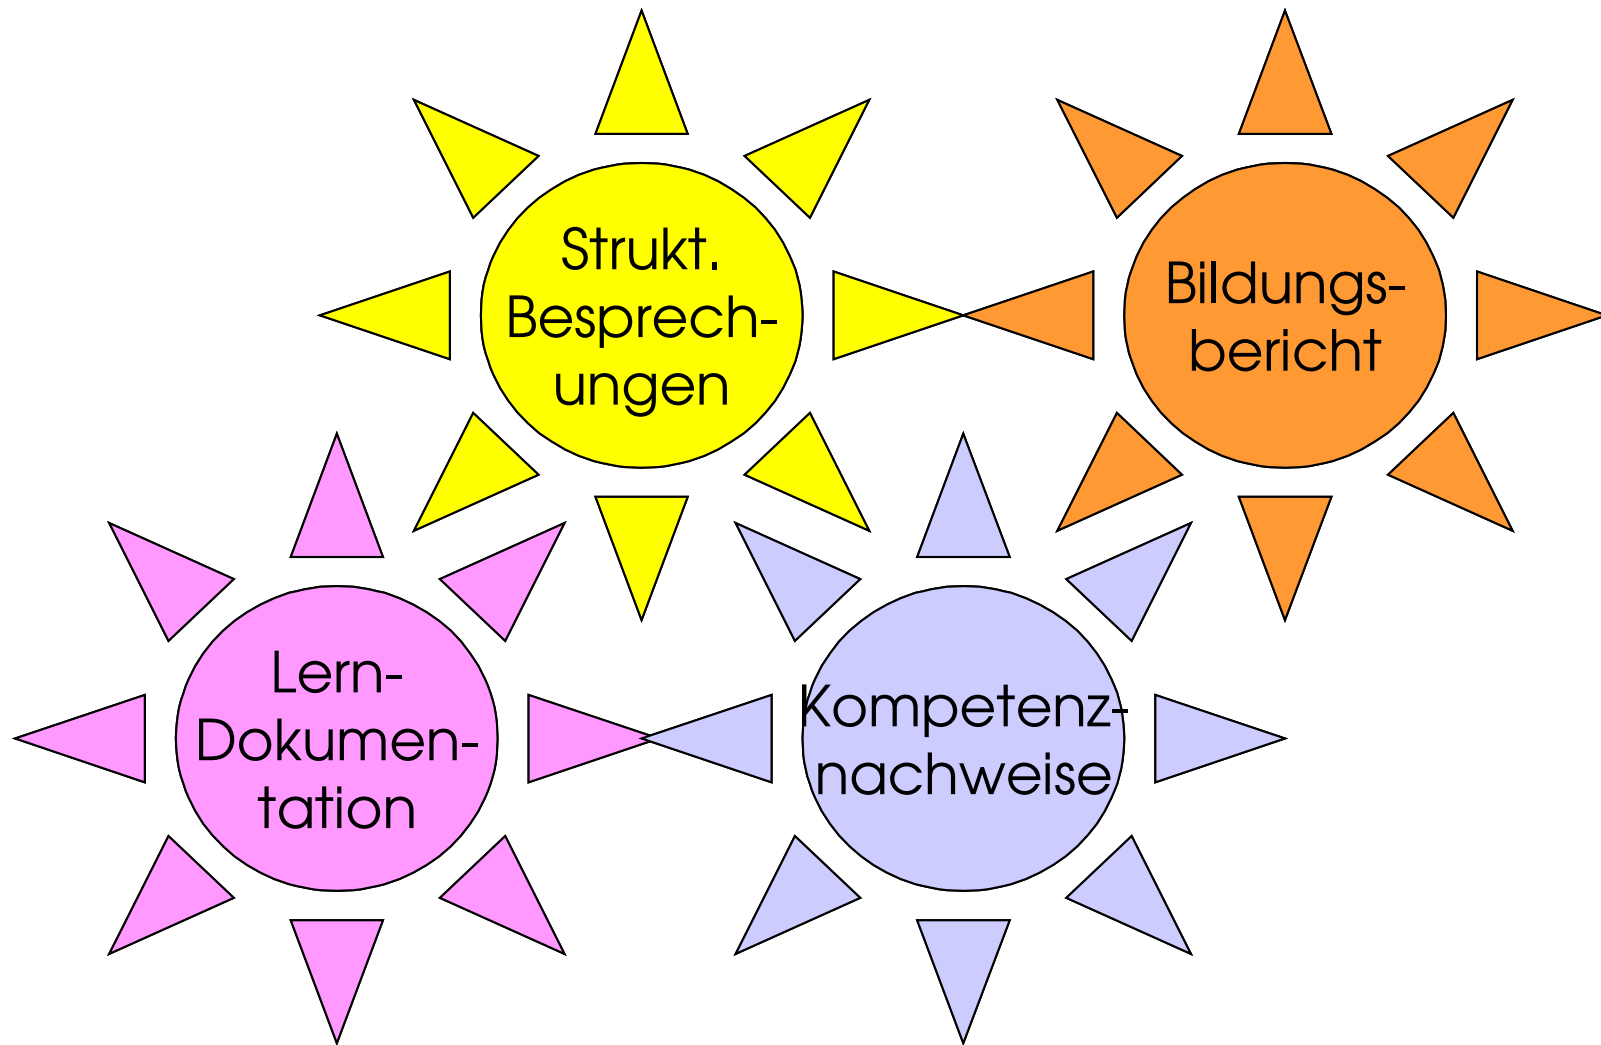 Strukt.
Besprech-
ungen
Bildungs-
bericht
Lern-
Dokumen-
tation
Kompetenz-
nachweise